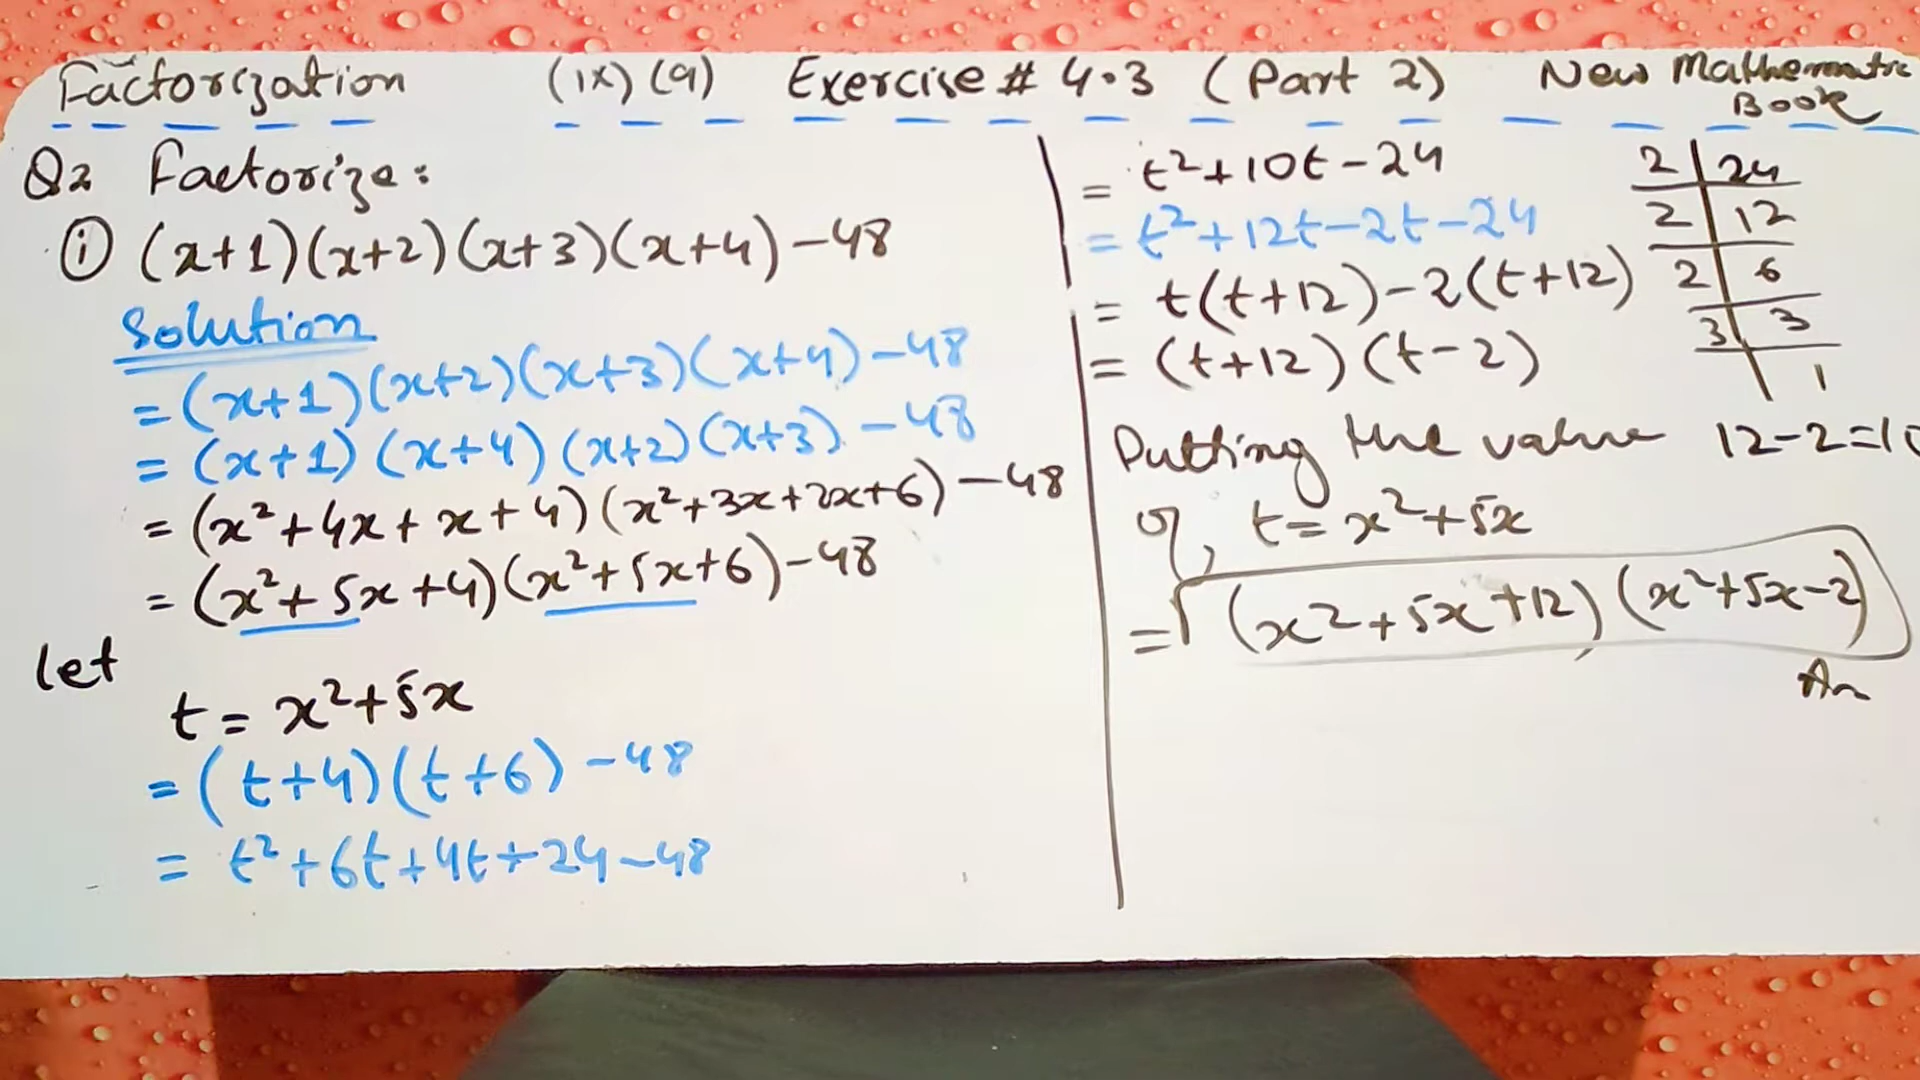 Factorization (ix) (9) Exercise # 4.3 (Part 2) New Mathematics Book
Q2 Factorize:
(i) (x+1)(x+2)(x+3)(x+4)-48
Solution
=(x+1)(x+2)(x+3)(x+4)-48
=(x+1)(x+4)(x+2)(x+3)-48
=(x²+4x+x+4)(x²+3x+2x+6)-48
=(x²+5x+4)(x²+5x+6)-48
let
t=x²+5x
=(t+4)(t+6)-48
=t²+6t+4t+24-48
=t²+10t-24
=t²+12t-2t-24
=t(t+12)-2(t+12)
=(t+12)(t-2)
2 | 24
2 | 12
2 | 6
3 | 3
| 1
Putting the value 12-2=10
of, t=x²+5x
=(x²+5x+12)(x²+5x-2)
An